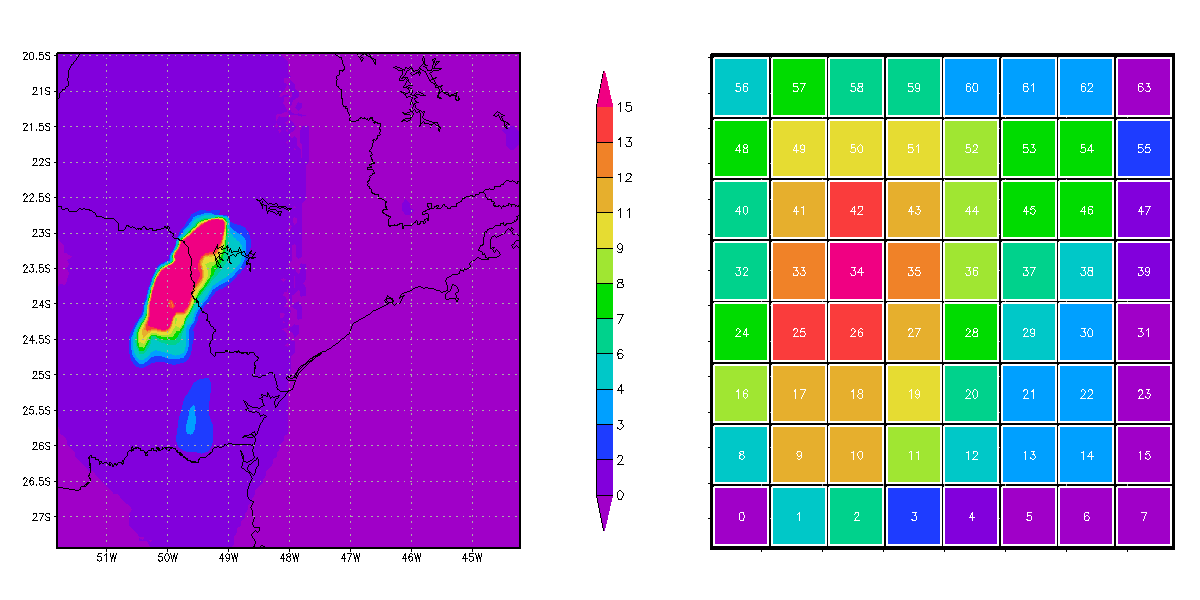 20.5S
21S
21.5S
22S
22.5S
23S
23.5S
24S
24.5S
25S
25.5S
26S
26.5S
27S
51W 50W 49W 48W 47W 46W 45W
15
13
12
11
9
8
7
6
4
3
2
0
56 57 58 59 60 61 62 63
48 49 50 51 52 53 54 55
40 41 42 43 44 45 46 47
32 33 34 35 36 37 38 39
24 25 26 27 28 29 30 31
16 17 18 19 20 21 22 23
8 9 10 11 12 13 14 15
0 1 2 3 4 5 6 7